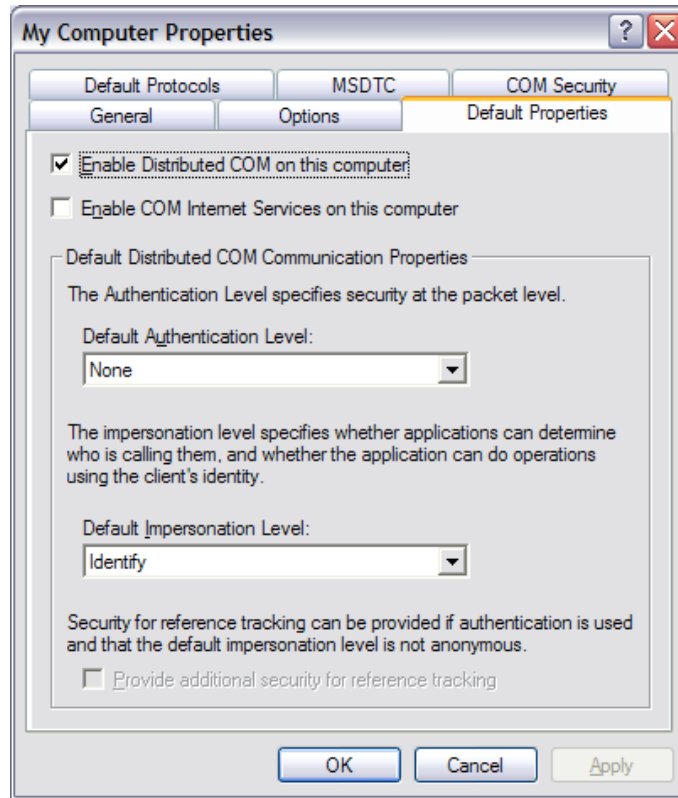 My Computer Properties
?
Default Protocols
MSDTC
COM Security
General
Options
Default Properties
Enable Distributed COM on this computer
Enable COM Internet Services on this computer
Default Distributed COM Communication Properties
The Authentication Level specifies security at the packet level.
Default Authentication Level:
None
The impersonation level specifies whether applications can determine
who is calling them, and whether the application can do operations
using the client's identity.
Default Impersonation Level:
Identify
Security for reference tracking can be provided if authentication is used
and that the default impersonation level is not anonymous.
Provide additional security for reference tracking
OK
Cancel
Apply